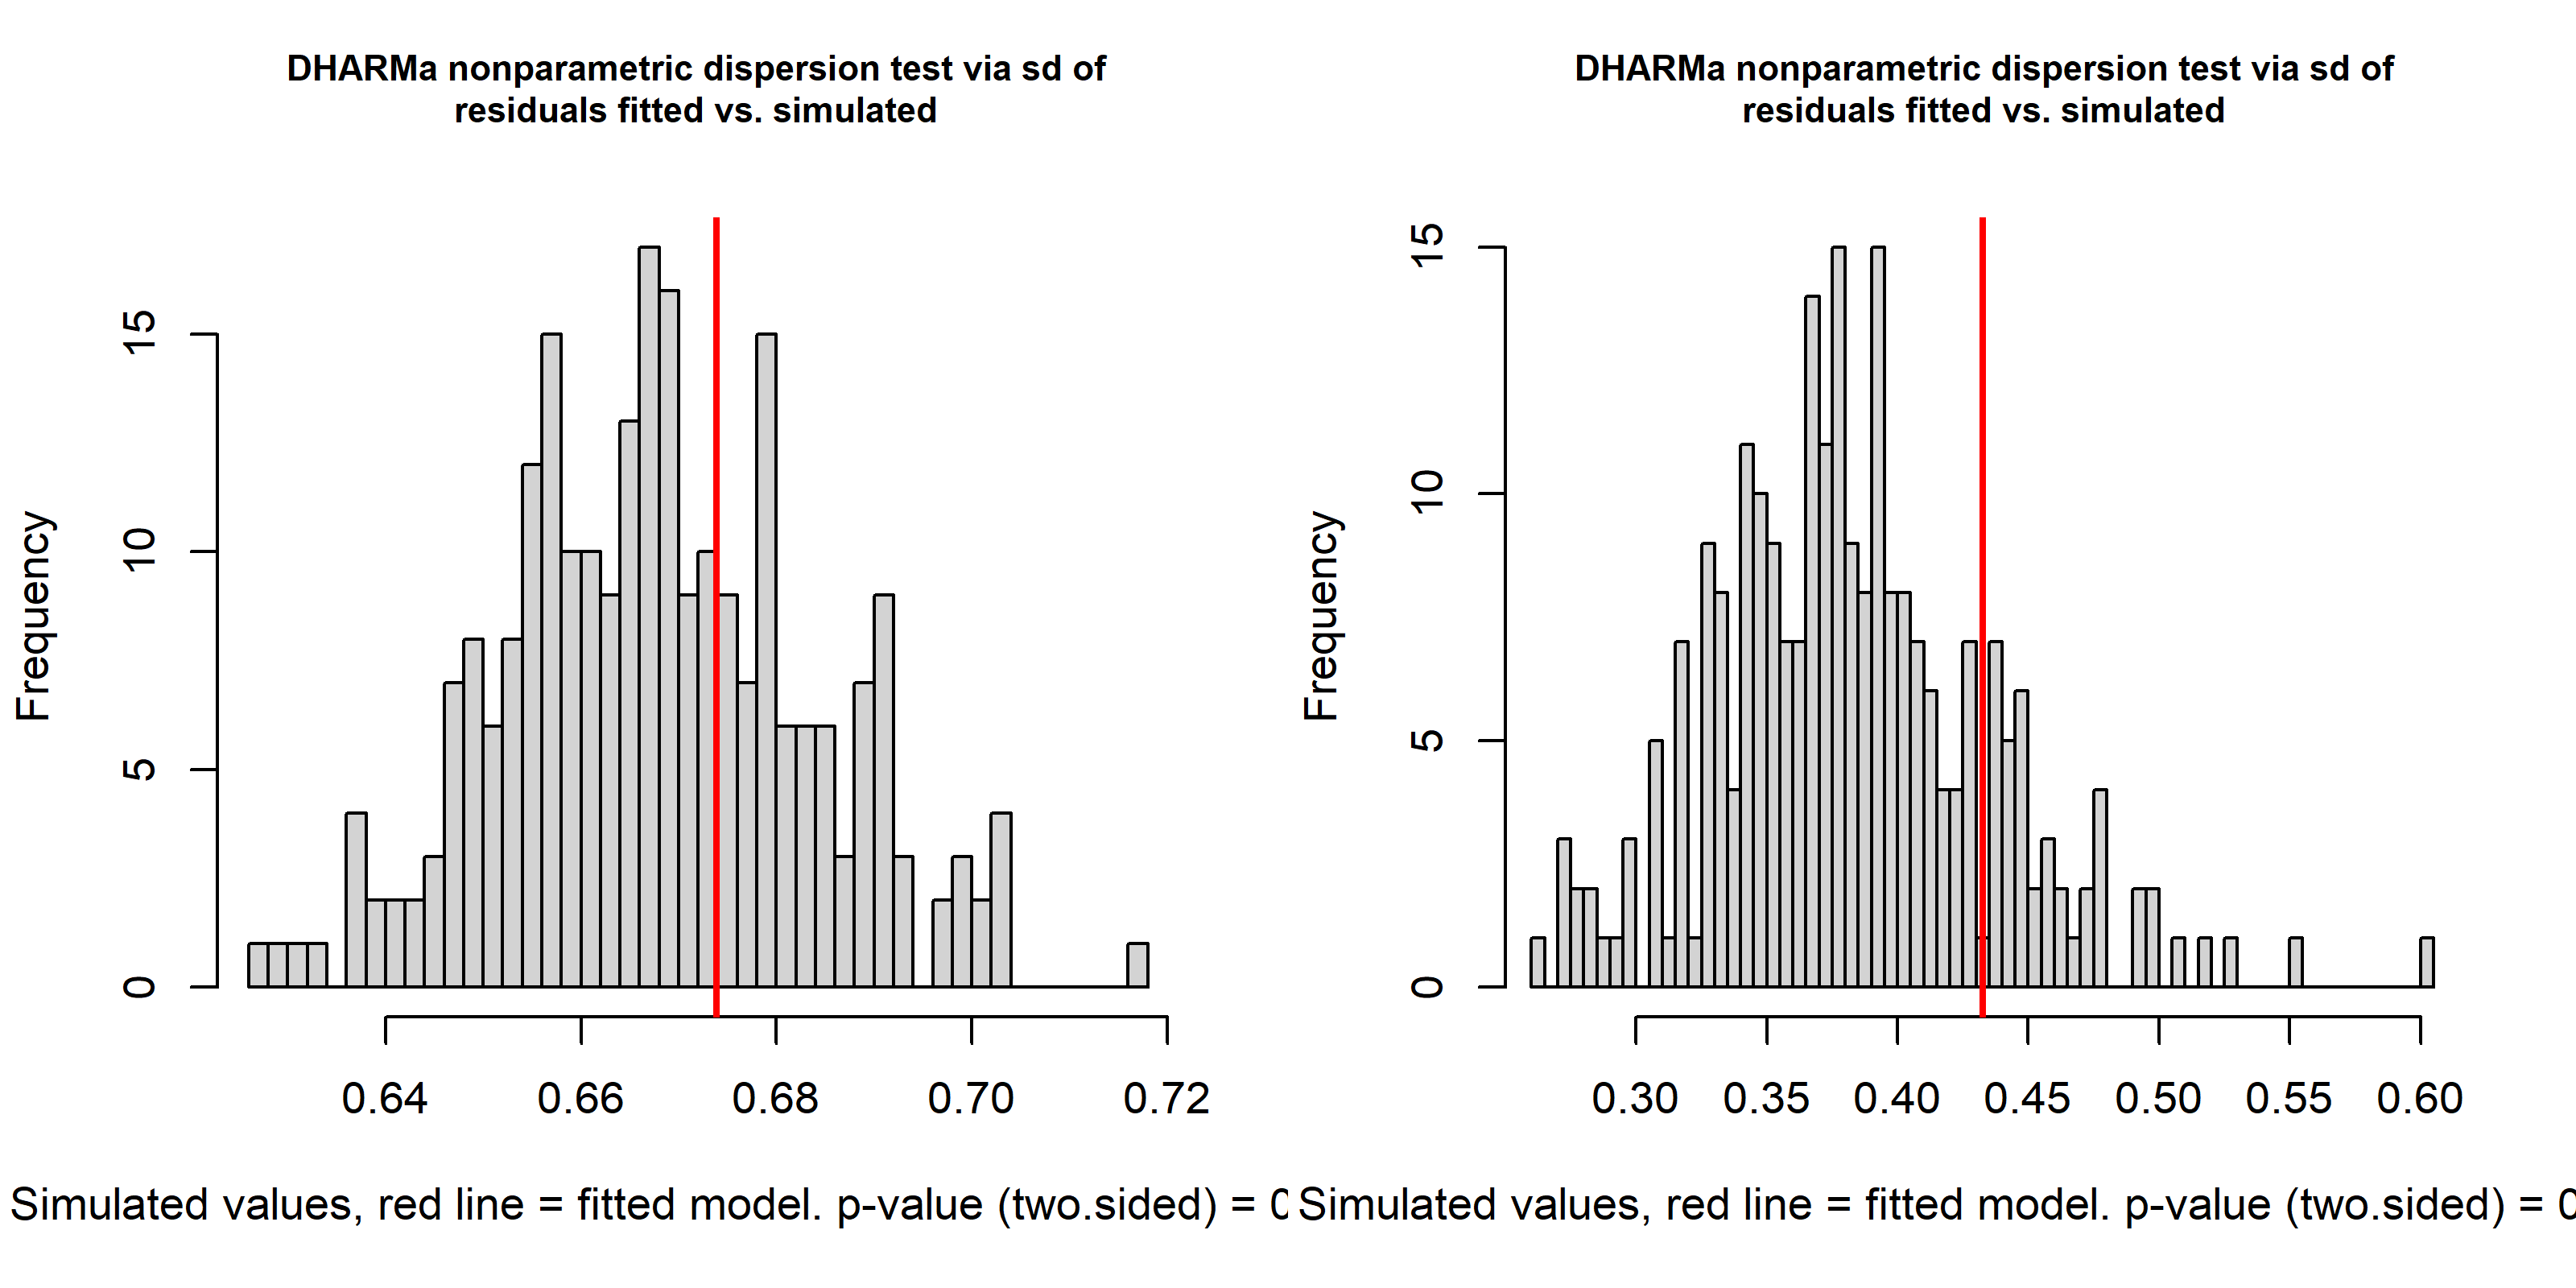 DHARMa nonparametric dispersion test via sd of
residuals fitted vs. simulated
Frequency
15
10
5
0
0.64 0.66 0.68 0.70 0.72
Simulated values, red line = fitted model. p-value (two.sided) =
DHARMa nonparametric dispersion test via sd of
residuals fitted vs. simulated
Frequency
15
10
5
0
0.30 0.35 0.40 0.45 0.50 0.55 0.60
Simulated values, red line = fitted model. p-value (two.sided) =